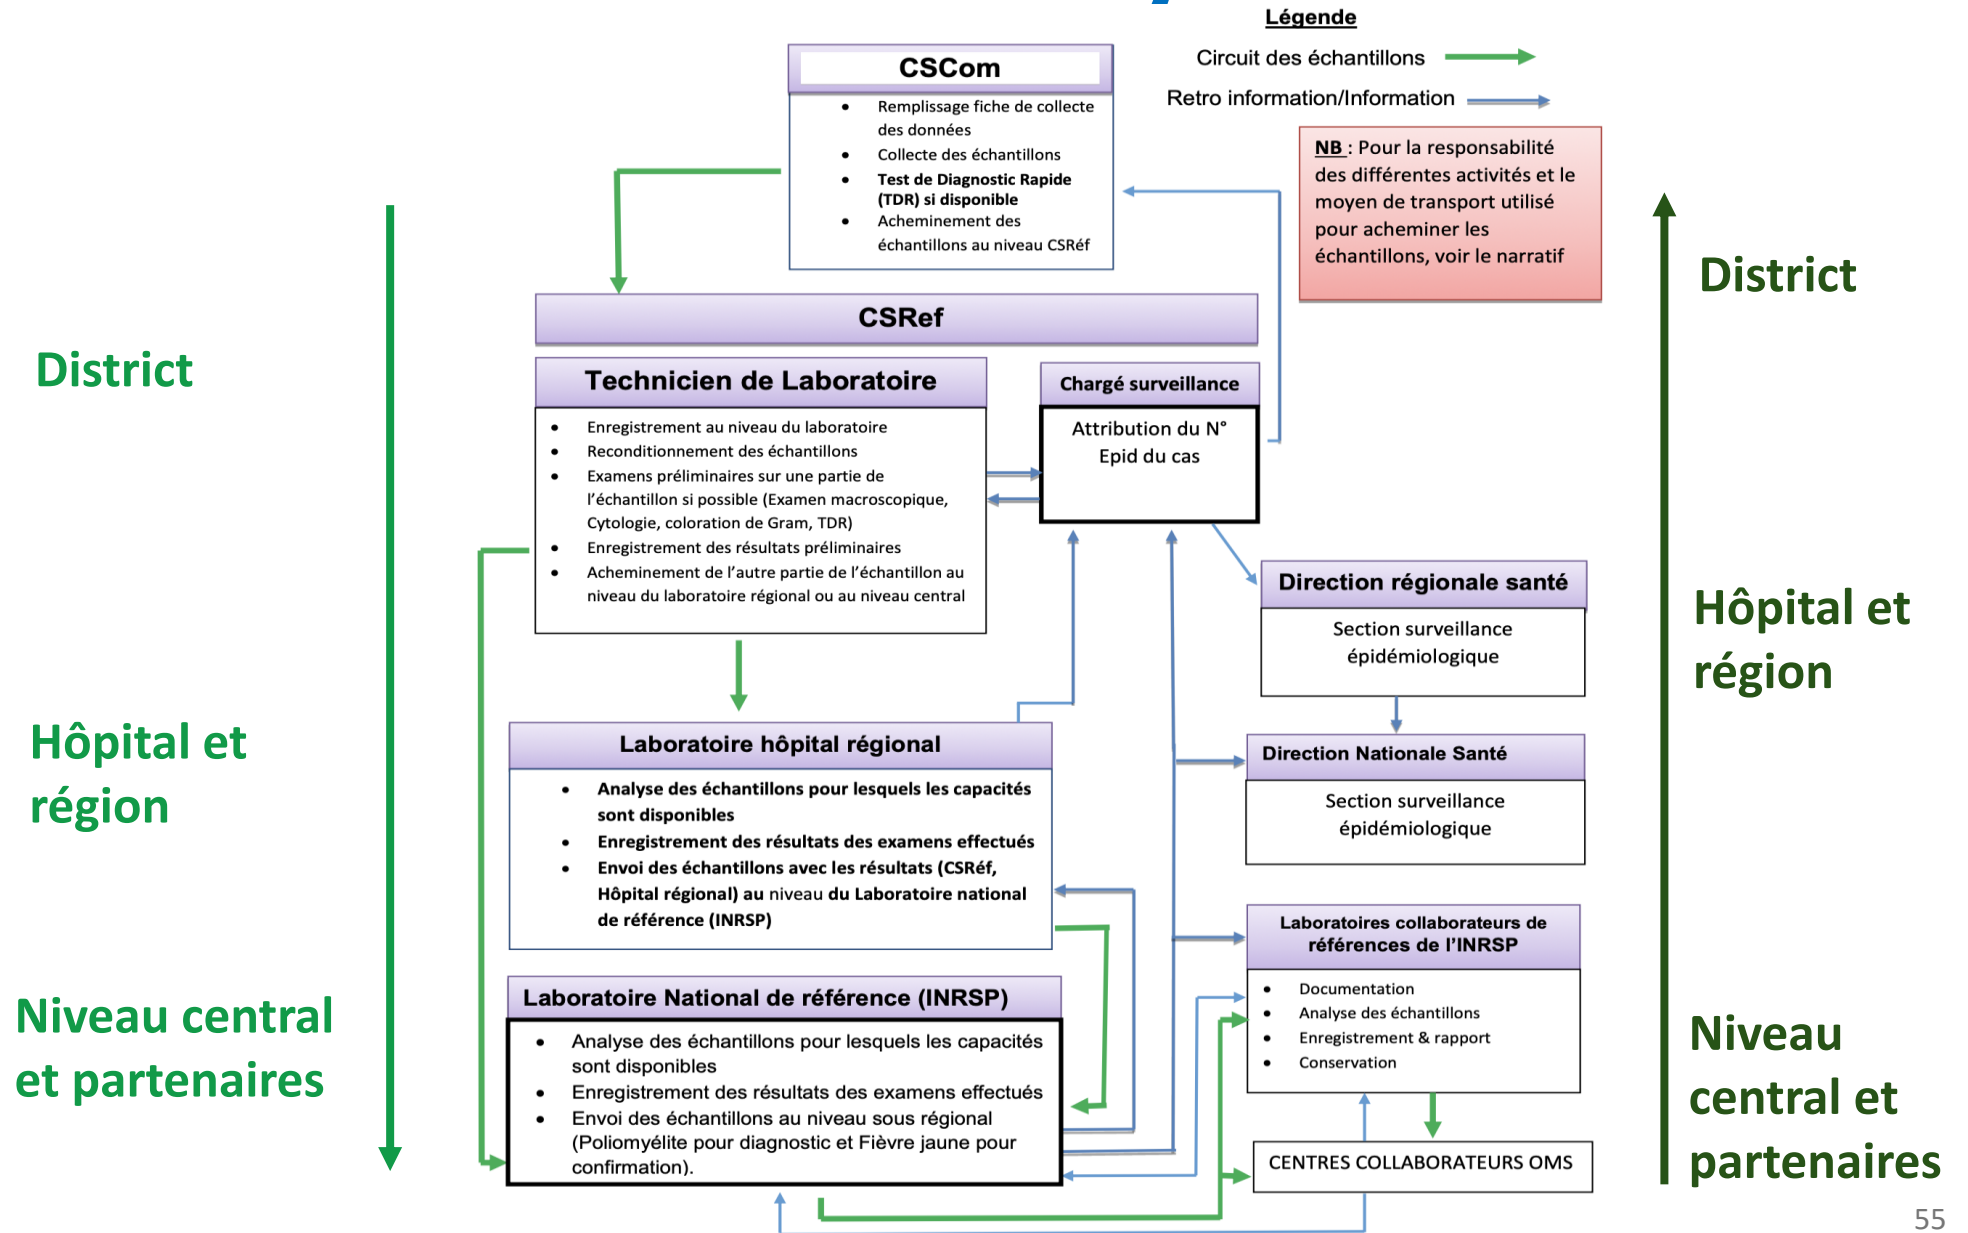 Légende
Circuit des échantillons
Retro information/Information
NB : Pour la responsabilité
des différentes activités et le
moyen de transport utilisé
pour acheminer les
échantillons, voir le narratif
CSCom
• Remplissage fiche de collecte
des données
• Collecte des échantillons
• Test de Diagnostic Rapide
(TDR) si disponible
• Acheminement des
échantillons au niveau CSRéf
CSRef
Technicien de Laboratoire
• Enregistrement au niveau du laboratoire
• Reconditionnement des échantillons
• Examens préliminaires sur une partie de
l’échantillon si possible (Examen macroscopique,
Cytologie, coloration de Gram, TDR)
• Enregistrement des résultats préliminaires
• Acheminement de l’autre partie de l’échantillon au
niveau du laboratoire régional ou au niveau central
Chargé surveillance
Attribution du N°
Epid du cas
Direction régionale santé
Section surveillance
épidémiologique
Laboratoire hôpital régional
• Analyse des échantillons pour lesquels les capacités
sont disponibles
• Enregistrement des résultats des examens effectués
• Envoi des échantillons avec les résultats (CSRéf,
Hôpital régional) au niveau du Laboratoire national
de référence (INRSP)
Direction Nationale Santé
Section surveillance
épidémiologique
Laboratoire National de référence (INRSP)
• Analyse des échantillons pour lesquels les capacités
sont disponibles
• Enregistrement des résultats des examens effectués
• Envoi des échantillons au niveau sous régional
(Poliomyélite pour diagnostic et Fièvre jaune pour
confirmation).
Laboratoires collaborateurs de
références de l’INRSP
• Documentation
• Analyse des échantillons
• Enregistrement & rapport
• Conservation
CENTRES COLLABORATEURS OMS
District
Hôpital et
région
Niveau central
et partenaires
District
Hôpital et
région
Niveau
central et
partenaires
55